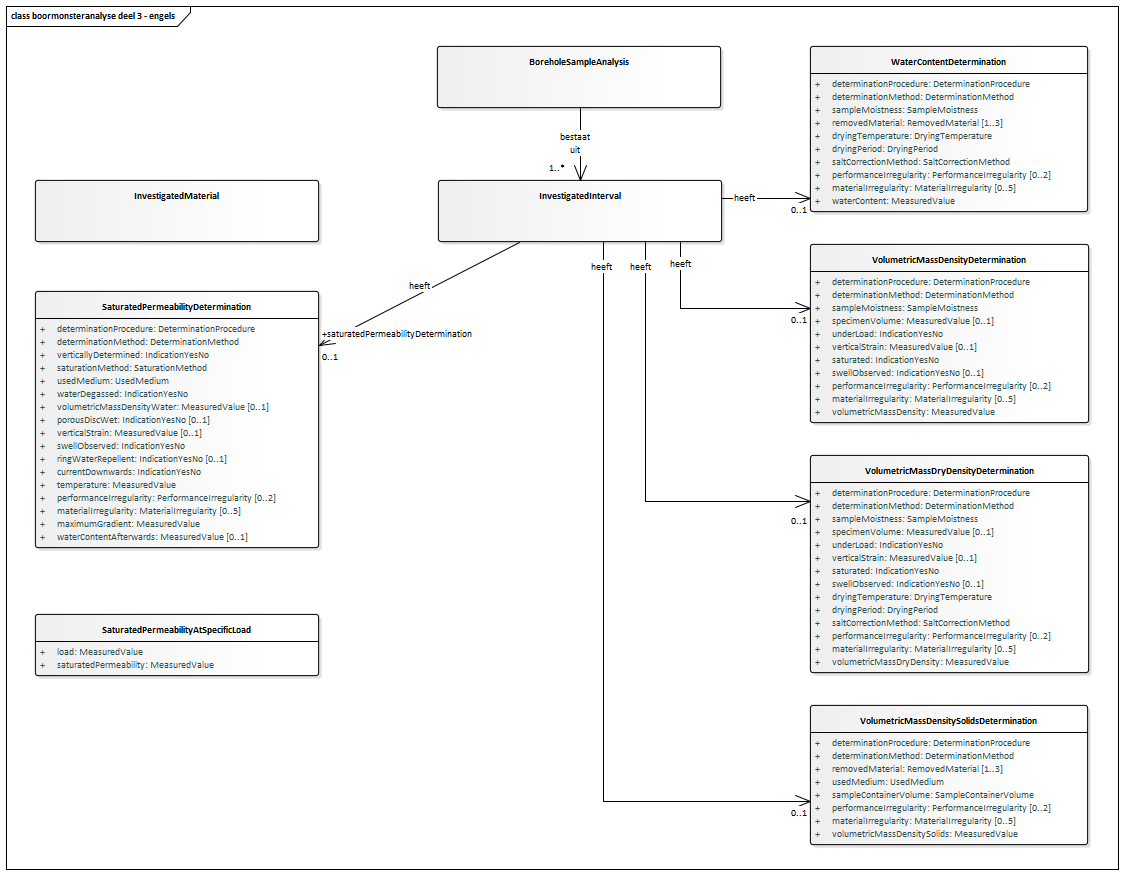 class boormonsteranalyse deel 3 - engels
BoreholeSampleAnalysis
bestaat
uit
1..*
InvestigatedInterval
InvestigatedMaterial
heeft
+saturatedPermeabilityDetermination
0..1
SaturatedPermeabilityDetermination
+ determinationProcedure: DeterminationProcedure
+ determinationMethod: DeterminationMethod
+ verticallyDetermined: IndicationYesNo
+ saturationMethod: SaturationMethod
+ usedMedium: UsedMedium
+ waterDegassed: IndicationYesNo
+ volumetricMassDensityWater: MeasuredValue [0..1]
+ porousDiscWet: IndicationYesNo [0..1]
+ verticalStrain: MeasuredValue [0..1]
+ swellObserved: IndicationYesNo
+ ringWaterRepellent: IndicationYesNo [0..1]
+ currentDownwards: IndicationYesNo
+ temperature: MeasuredValue
+ performanceIrregularity: PerformanceIrregularity [0..2]
+ materialIrregularity: MaterialIrregularity [0..5]
+ maximumGradient: MeasuredValue
+ waterContentAfterwards: MeasuredValue [0..1]
SaturatedPermeabilityAtSpecificLoad
+ load: MeasuredValue
+ saturatedPermeability: MeasuredValue
heeft
0..1
WaterContentDetermination
+ determinationProcedure: DeterminationProcedure
+ determinationMethod: DeterminationMethod
+ sampleMoistness: SampleMoistness
+ removedMaterial: RemovedMaterial [1..3]
+ dryingTemperature: DryingTemperature
+ dryingPeriod: DryingPeriod
+ saltCorrectionMethod: SaltCorrectionMethod
+ performanceIrregularity: PerformanceIrregularity [0..2]
+ materialIrregularity: MaterialIrregularity [0..5]
+ waterContent: MeasuredValue
heeft
heeft
heeft
0..1
VolumetricMassDensityDetermination
+ determinationProcedure: DeterminationProcedure
+ determinationMethod: DeterminationMethod
+ sampleMoistness: SampleMoistness
+ specimenVolume: MeasuredValue [0..1]
+ underLoad: IndicationYesNo
+ verticalStrain: MeasuredValue [0..1]
+ saturated: IndicationYesNo
+ swellObserved: IndicationYesNo [0..1]
+ performanceIrregularity: PerformanceIrregularity [0..2]
+ materialIrregularity: MaterialIrregularity [0..5]
+ volumetricMassDensity: MeasuredValue
0..1
VolumetricMassDryDensityDetermination
+ determinationProcedure: DeterminationProcedure
+ determinationMethod: DeterminationMethod
+ sampleMoistness: SampleMoistness
+ specimenVolume: MeasuredValue [0..1]
+ underLoad: IndicationYesNo
+ verticalStrain: MeasuredValue [0..1]
+ saturated: IndicationYesNo
+ swellObserved: IndicationYesNo [0..1]
+ dryingTemperature: DryingTemperature
+ dryingPeriod: DryingPeriod
+ saltCorrectionMethod: SaltCorrectionMethod
+ performanceIrregularity: PerformanceIrregularity [0..2]
+ materialIrregularity: MaterialIrregularity [0..5]
+ volumetricMassDryDensity: MeasuredValue
0..1
VolumetricMassDensitySolidsDetermination
+ determinationProcedure: DeterminationProcedure
+ determinationMethod: DeterminationMethod
+ removedMaterial: RemovedMaterial [1..3]
+ usedMedium: UsedMedium
+ sampleContainerVolume: SampleContainerVolume
+ performanceIrregularity: PerformanceIrregularity [0..2]
+ materialIrregularity: MaterialIrregularity [0..5]
+ volumetricMassDensitySolids: MeasuredValue